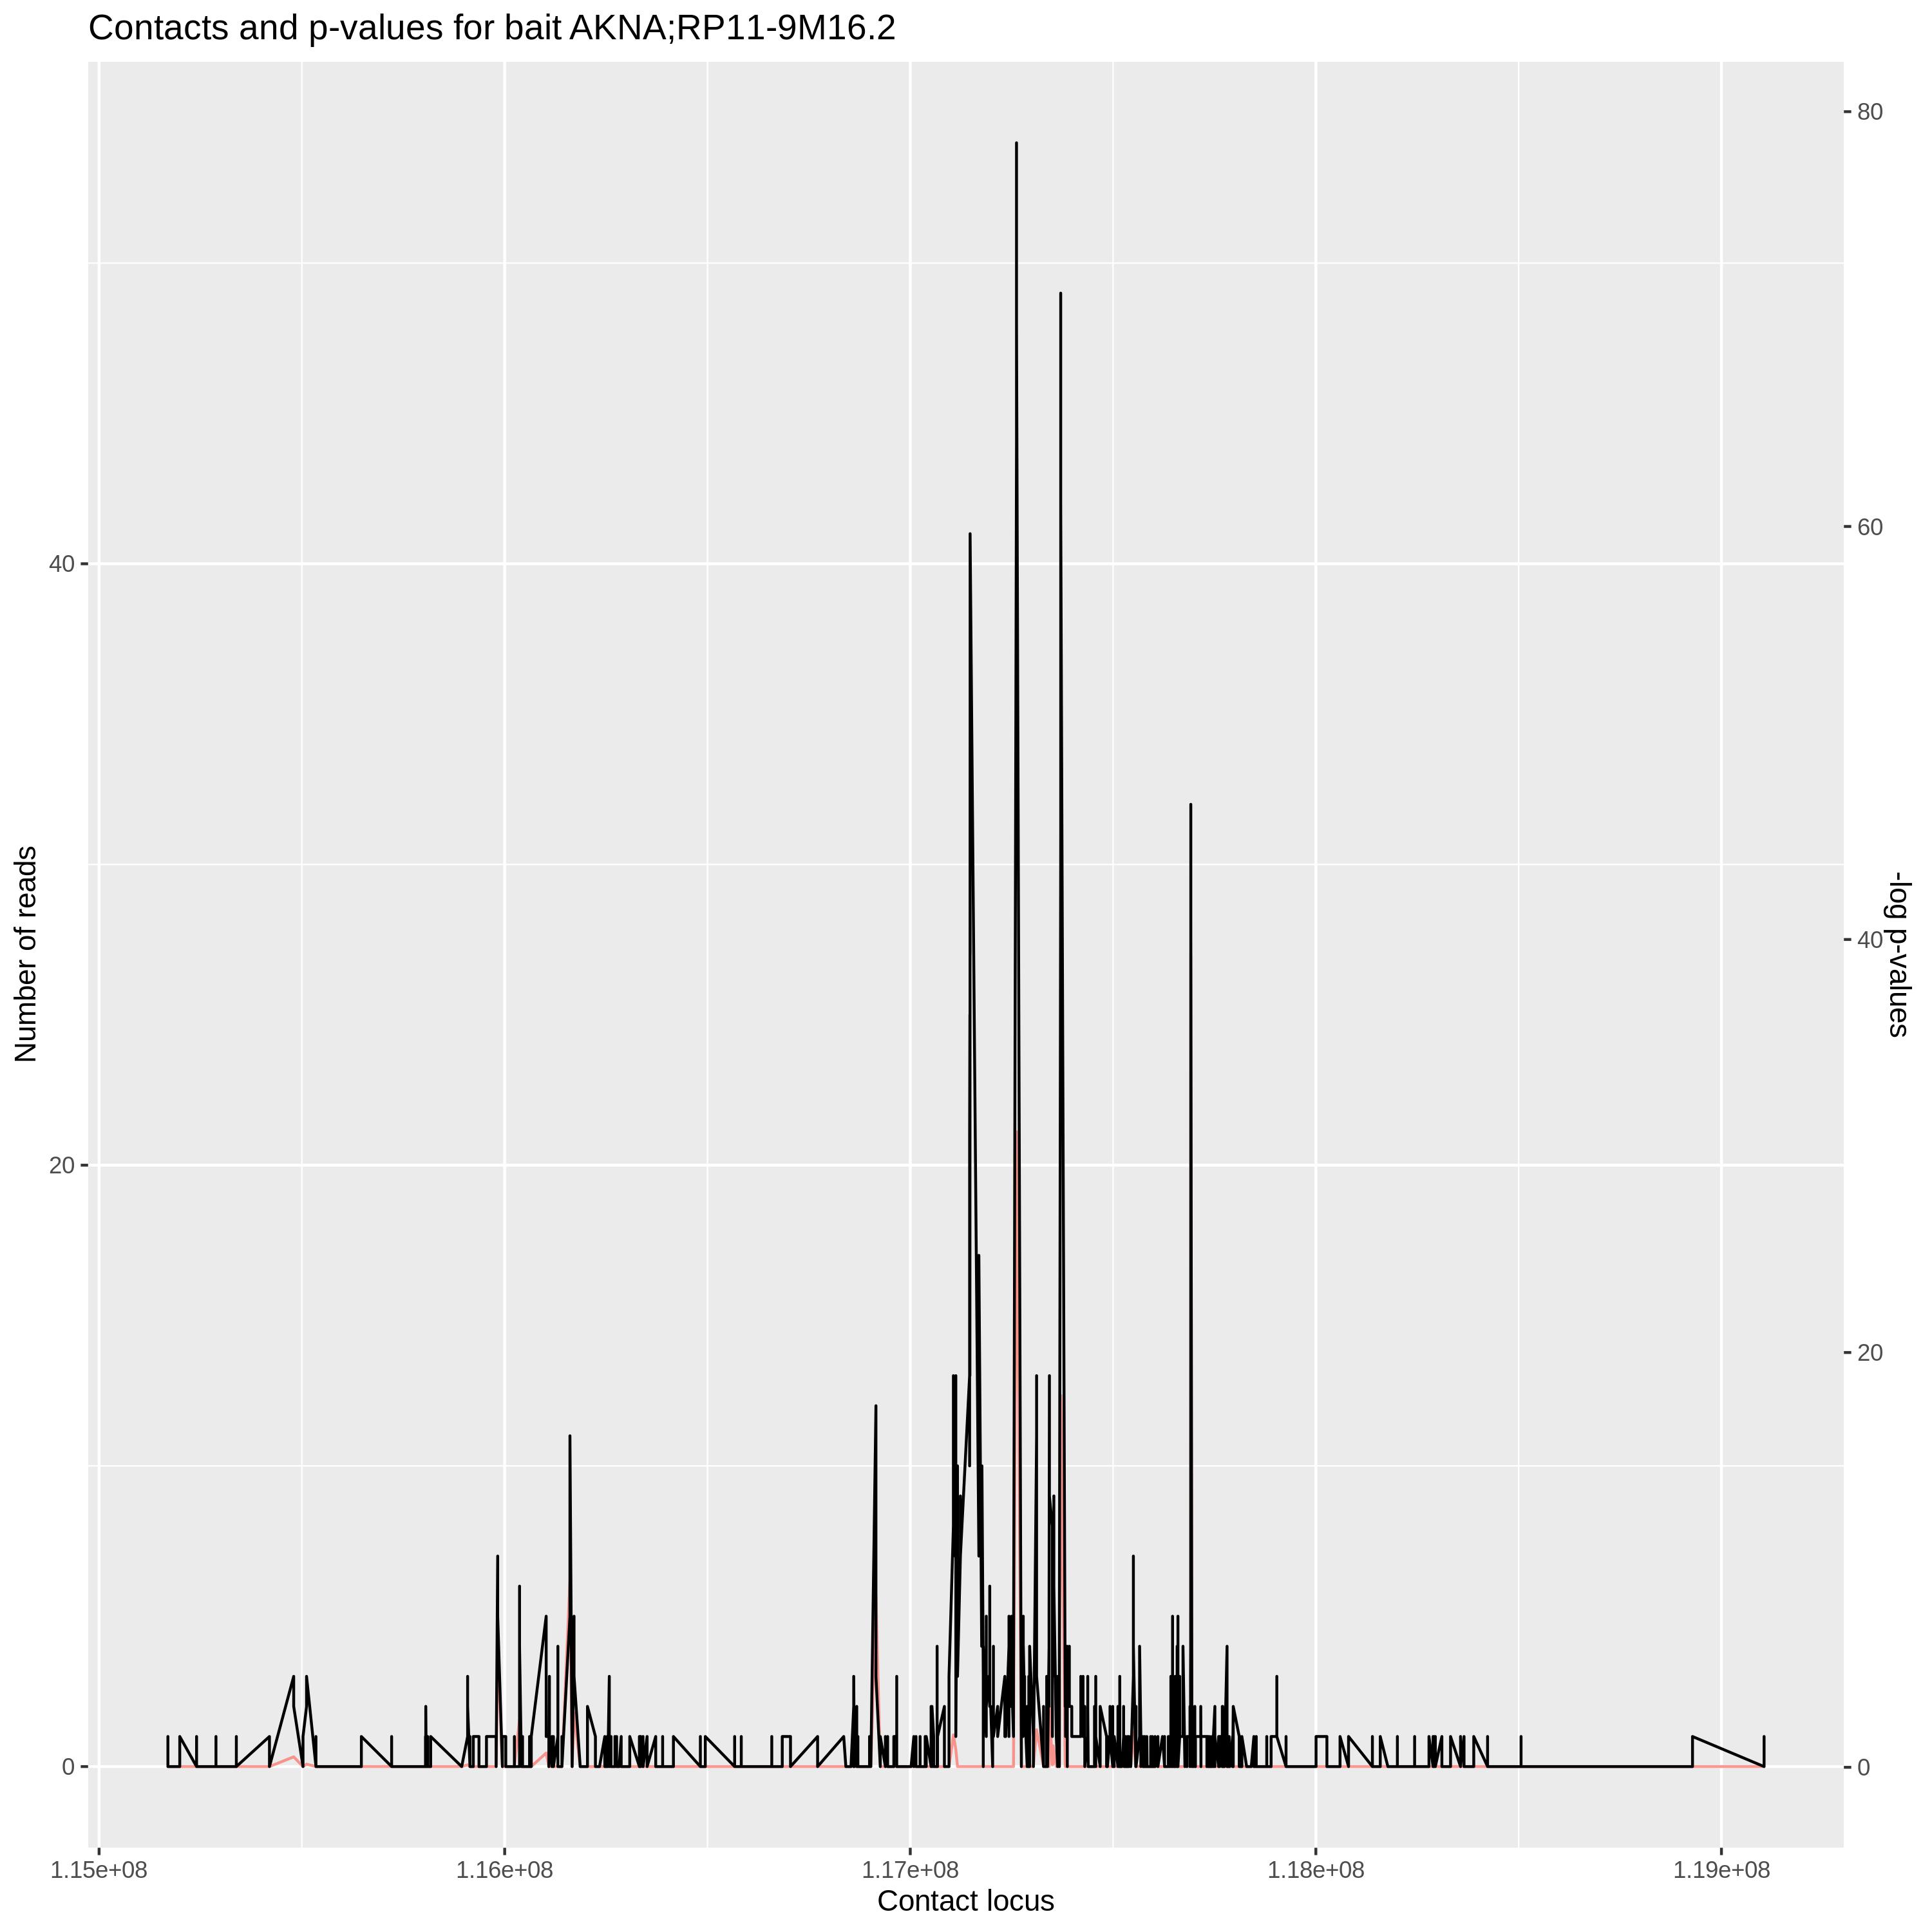 Contacts and p-values for bait AKNA;RP11-9M16.2
80
60
40
40
20
20
0
0
Number of reads
-log p-values
1.15e+08
1.16e+08
1.17e+08
1.18e+08
1.19e+08
Contact locus